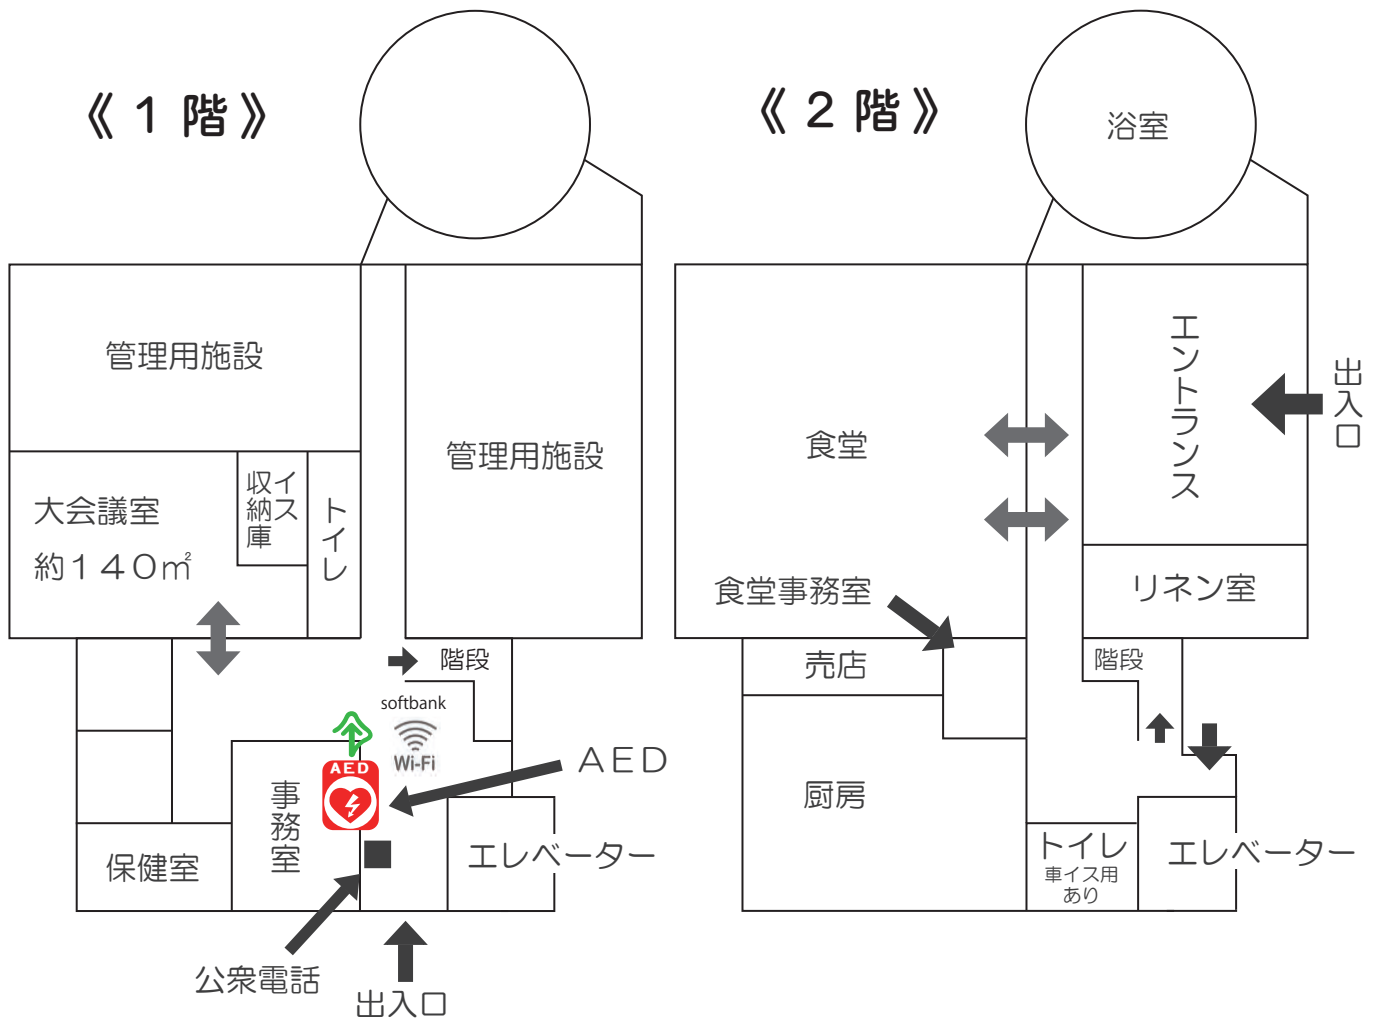 《1階》
管理用施設
管理用施設
大会議室
約140㎡
イス
収納庫
トイレ
階段
softbank
Wi-Fi
AED
AED
事務室
保健室
エレベーター
公衆電話
出入口
《2階》
浴室
エントランス
出入口
食堂
リネン室
食堂事務室
売店
階段
厨房
トイレ
車イス用
あり
エレベーター